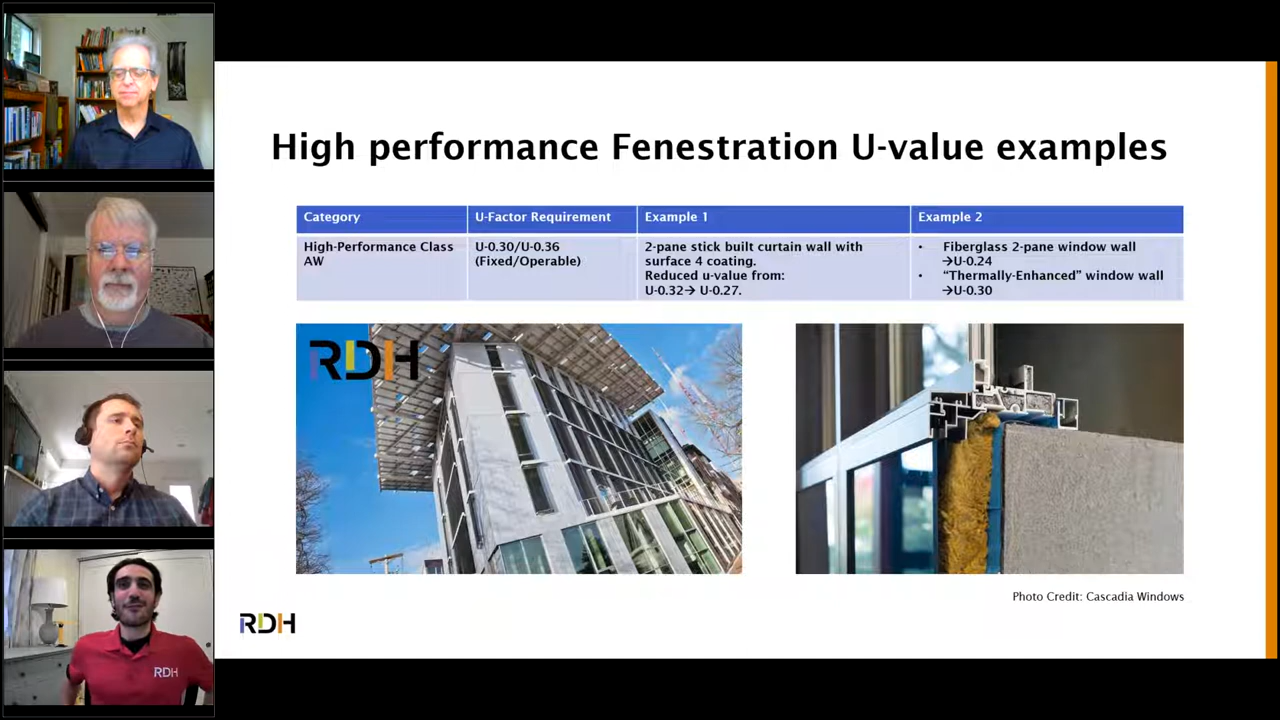 High performance Fenestration U-value examples
Category
U-Factor Requirement
Example 1
Example 2
High-Performance Class
AW
U-0.30/U-0.36
(Fixed/Operable)
2-pane stick built curtain wall with
surface 4 coating.
Reduced u-value from:
U-0.32→ U-0.27.
• Fiberglass 2-pane window wall
→U-0.24
• “Thermally-Enhanced” window wall
→U-0.30
RDH
Photo Credit: Cascadia Windows
RDH
RDH